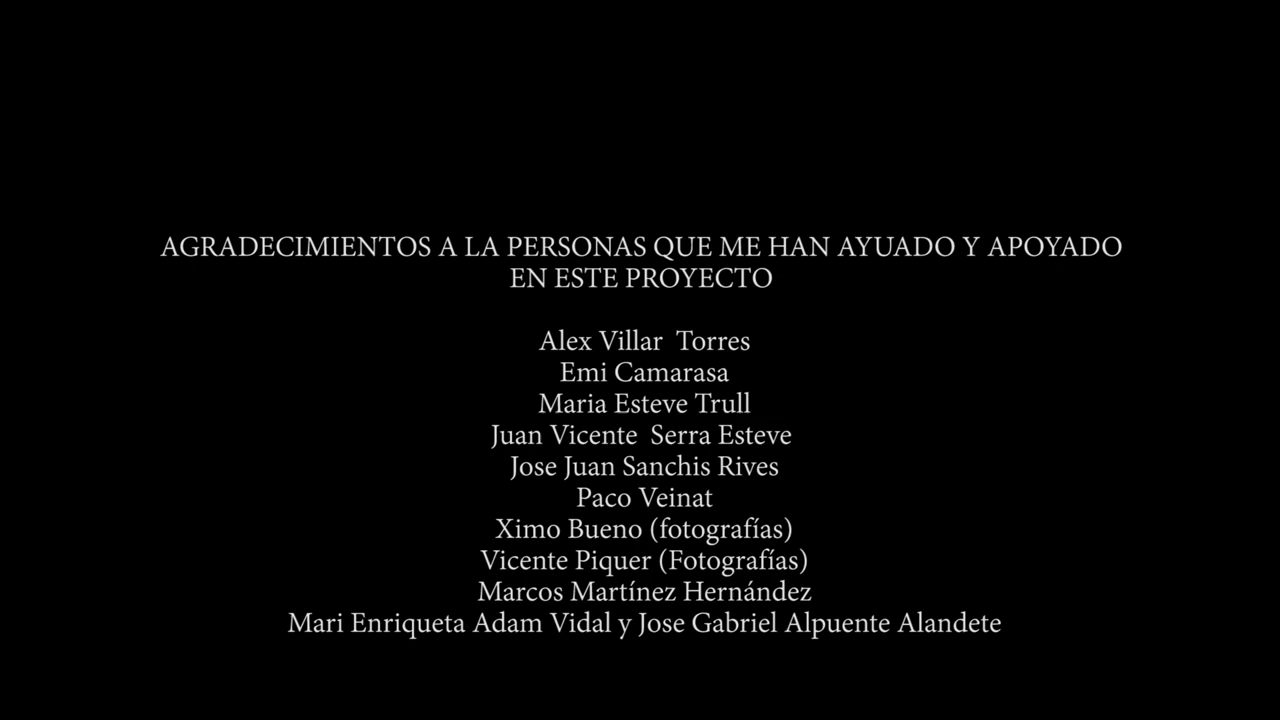 AGRADECIMIENTOS A LA PERSONAS QUE ME HAN AYUADO Y APOYADO
EN ESTE PROYECTO
Alex Villar Torres
Emi Camarasa
Maria Esteve Trull
Juan Vicente Serra Esteve
Jose Juan Sanchis Rives
Paco Veinat
Ximo Bueno (fotografías)
Vicente Piquer (Fotografías)
Marcos Martínez Hernández
Mari Enriqueta Adam Vidal y Jose Gabriel Alpuente Alandete